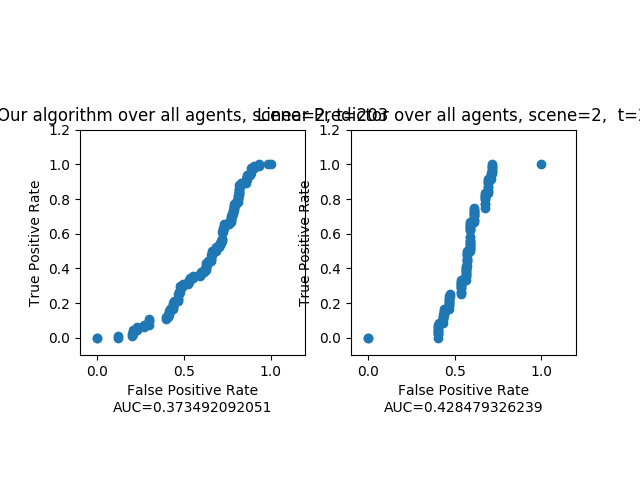 Our algorithm over all agents, scene=2, t=203
Linear Predictor over all agents, scene=2, t=
1.2
1.0
0.8
0.6
0.4
0.2
0.0
True Positive Rate
0.0 0.5 1.0
False Positive Rate
AUC=0.373492092051
1.2
1.0
0.8
0.6
0.4
0.2
0.0
True Positive Rate
0.0 0.5 1.0
False Positive Rate
AUC=0.428479326239